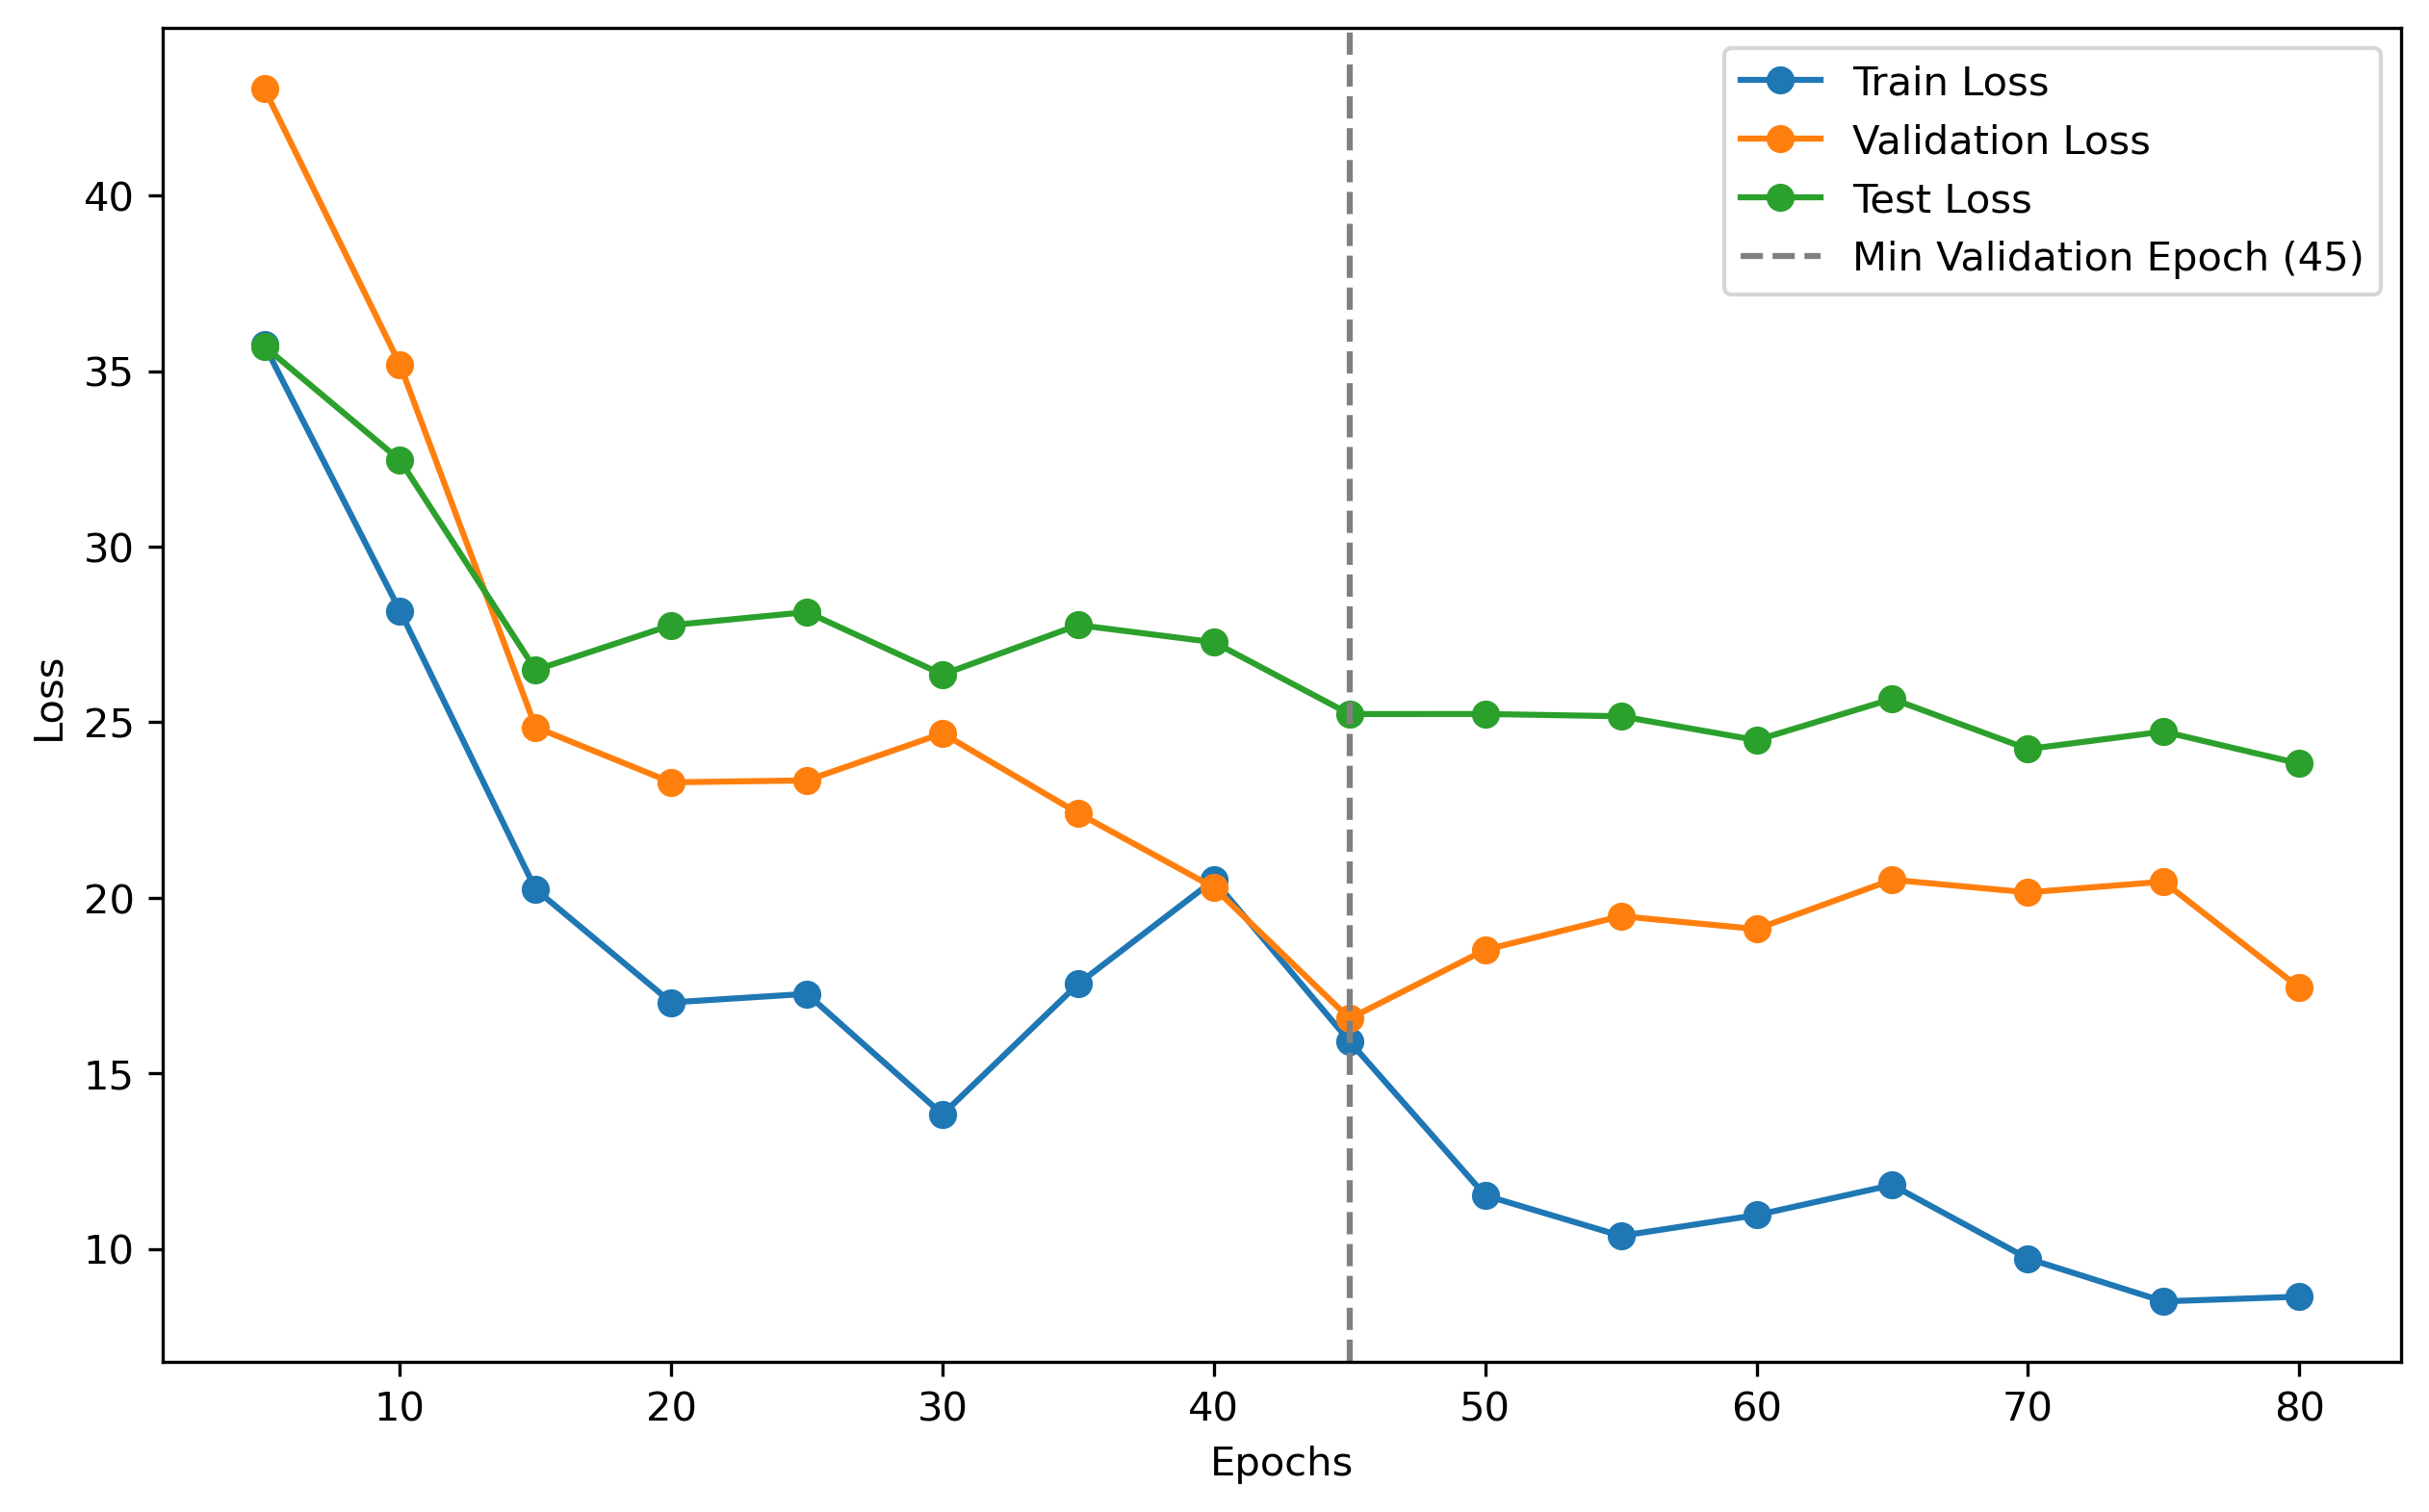 Train Loss
Validation Loss
Test Loss
Min Validation Epoch (45)
40
35
30
25
20
15
10
Loss
10 20 30 40 50 60 70 80
Epochs